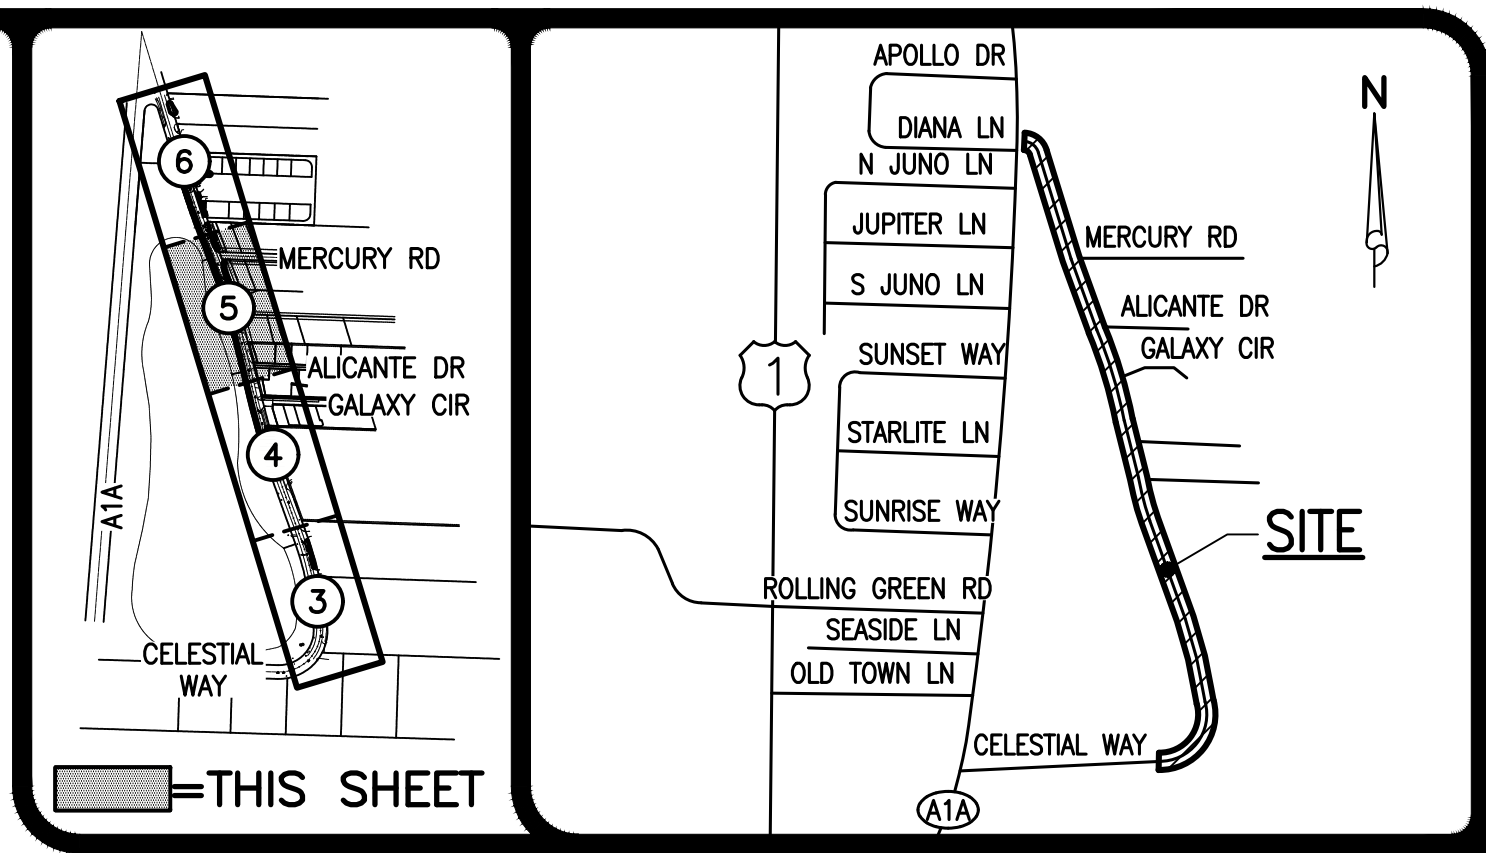 6
MERCURY RD
5
ALICANTE DR
GALAXY CIR
4
A1A
3
CELESTIAL
WAY
=THIS SHEET
APOLLO DR
N
DIANA LN
N JUNO LN
JUPITER LN
MERCURY RD
S JUNO LN
ALICANTE DR
GALAXY CIR
SUNSET WAY
1
STARLITE LN
SUNRISE WAY
SITE
ROLLING GREEN RD
SEASIDE LN
OLD TOWN LN
CELESTIAL WAY
A1A